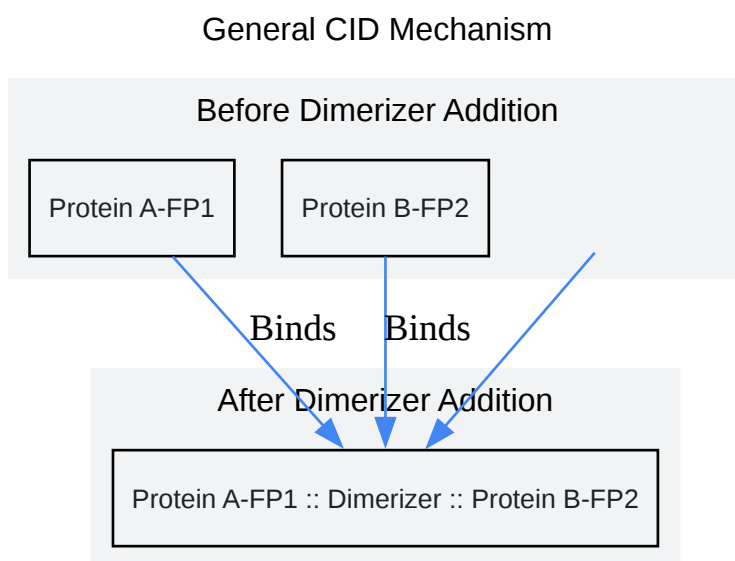 General CID Mechanism
Before Dimerizer Addition
Protein A-FP1
Protein B-FP2
Binds
Binds
After Dimerizer Addition
Protein A-FP1 :: Dimerizer :: Protein B-FP2